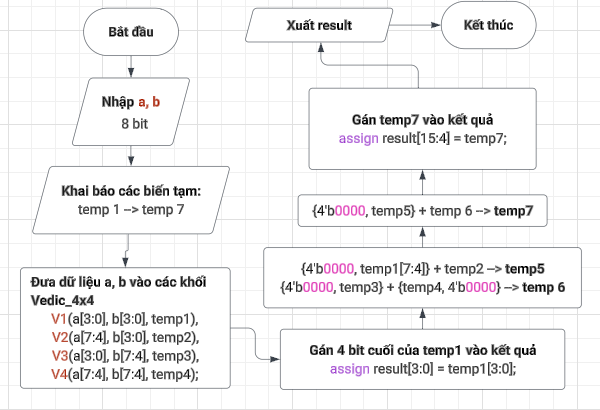 Bắt đầu
Nhập a, b
8 bit
Khai báo các biến tạm:
temp 1 --> temp 7
Đưa dữ liệu a, b vào các khối
Vedic_4x4
V1(a[3:0], b[3:0], temp1),
V2(a[7:4], b[3:0], temp2),
V3(a[3:0], b[7:4], temp3),
V4(a[7:4], b[7:4], temp4);
Gán 4 bit cuối của temp1 vào kết quả
assign result[3:0] = temp1[3:0];
{4'b0000, temp1[7:4]} + temp2 --> temp5
{4'b0000, temp3} + {temp4, 4'b0000} --> temp 6
{4'b0000, temp5} + temp 6 --> temp7
Gán temp7 vào kết quả
assign result[15:4] = temp7;
Xuất result
Kết thúc